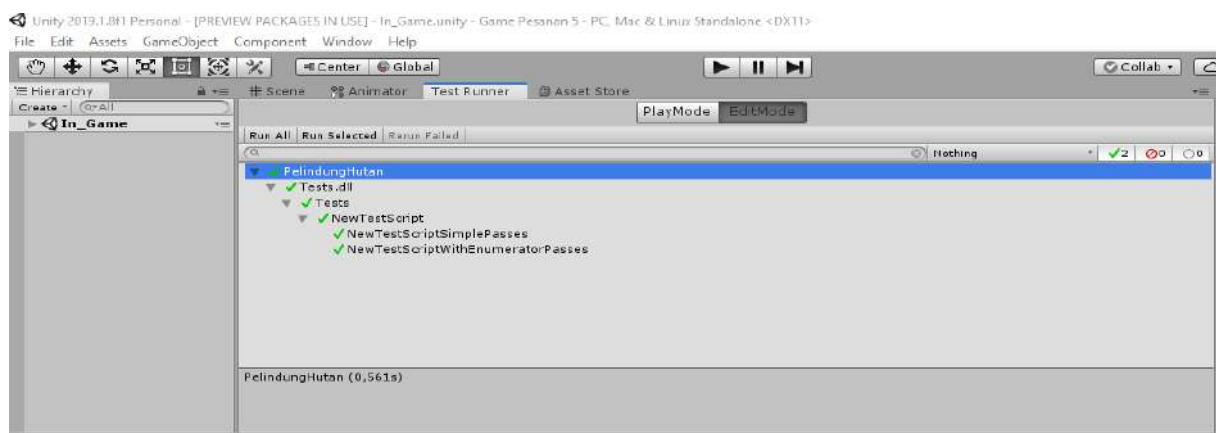 Unity 2019.1.8f1 Personal - [PREVIEW PACKAGES IN USE] - In_Game.unity - Game Pesanan 5 - PC, Mac & Linux Standalone <DX11>
File Edit Assets GameObject Component Window Help
Center Global Collab
Hierarchy Scene Animator Test Runner Asset Store
Create All PlayMode EditMode
In_Game
Run All Run Selected Rerun Failed
Nothing 2 0 0
PelindungHutan
Tests.dll
Tests
NewTestScript
NewTestScriptSimplePasses
NewTestScriptWithEnumeratorPasses
PelindungHutan (0,561s)